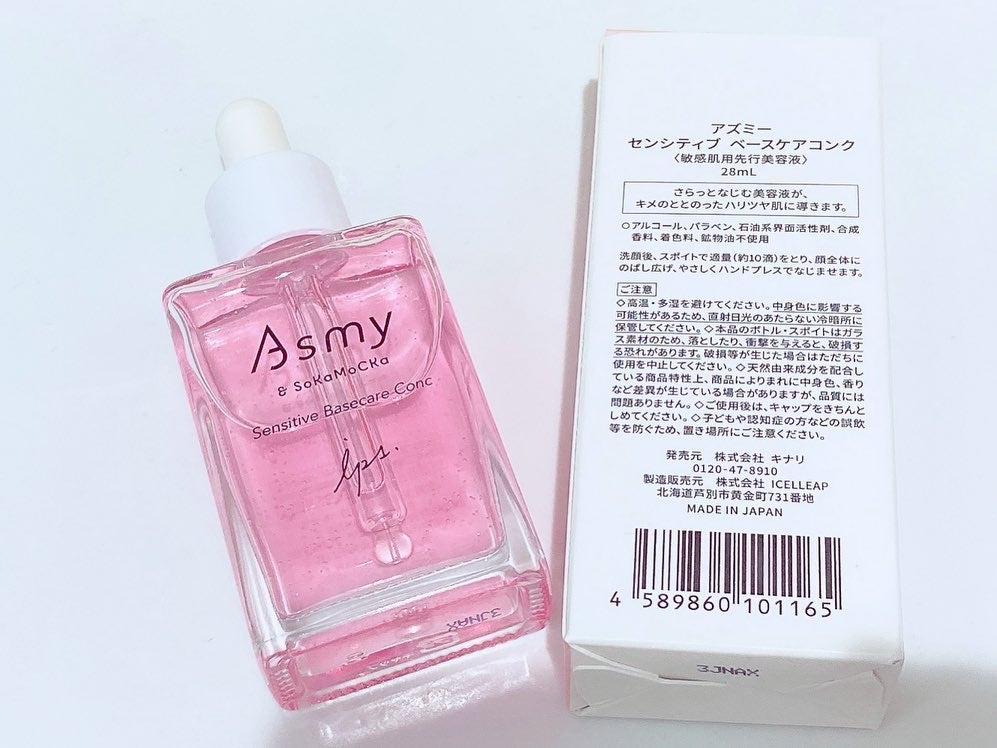 Asmy
& SoKaMoCKa
Sensitive Basecare Conc
ips.
3JNAX
アズミー
センシティブ ベースケアコンク
〈敏感肌用先行美容液〉
28mL
さらっとなじむ美容液が、
キメのととのったハリツヤ肌に導きます。
○アルコール、パラベン、石油系界面活性剤、合成
香料、着色料、鉱物油不使用
洗顔後、スポイトで適量(約10滴)をとり、顔全体に
のばし広げ、やさしくハンドプレスでなじませます。
ご注意
◇高温・多湿を避けてください。中身色に影響する
可能性があるため、直射日光のあたらない冷暗所に
保管してください。◇本品のボトル・スポイトはガラ
ス素材のため、落としたり、衝撃を与えると、破損す
る恐れがあります。破損等が生じた場合はただちに
使用を中止してください。◇天然由来成分を配合し
ている商品特性上、商品によりまれに中身色、香り
など差異が生じている場合がありますが、品質には
問題ありません。◇ご使用後は、キャップをきちんと
しめてください。◇子どもや認知症の方などの誤飲
等を防ぐため、置き場所にご注意ください。
発売元 株式会社 キナリ
0120-47-8910
製造販売元 株式会社 ICELLEAP
北海道芦別市黄金町731番地
MADE IN JAPAN
4 589860 101165
3JNAX